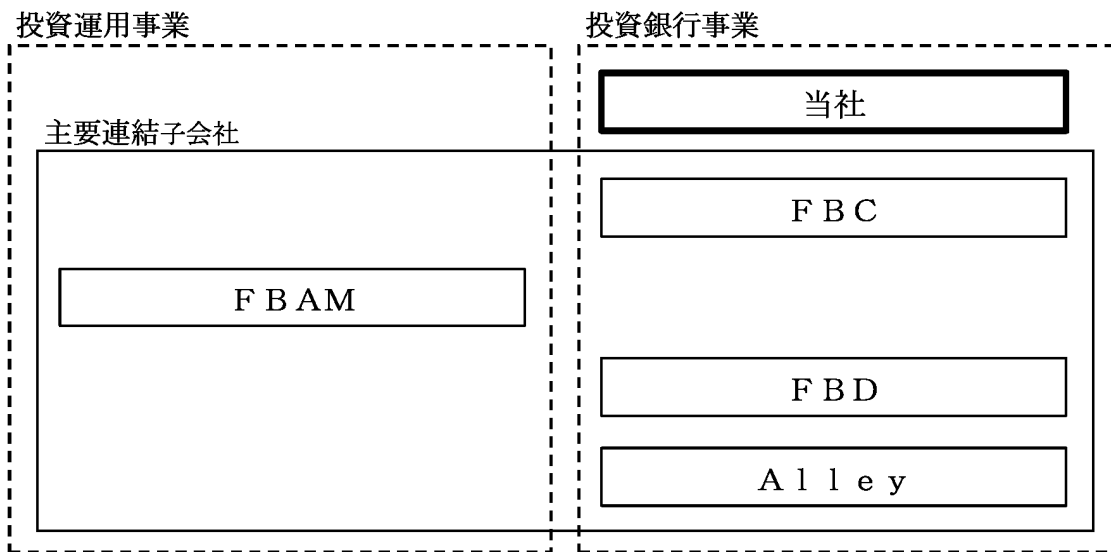 投資運用事業
投資銀行事業
当社
主要連結子会社
ＦＢＣ
ＦＢＡＭ
ＦＢＤ
Ａｌｌｅｙ